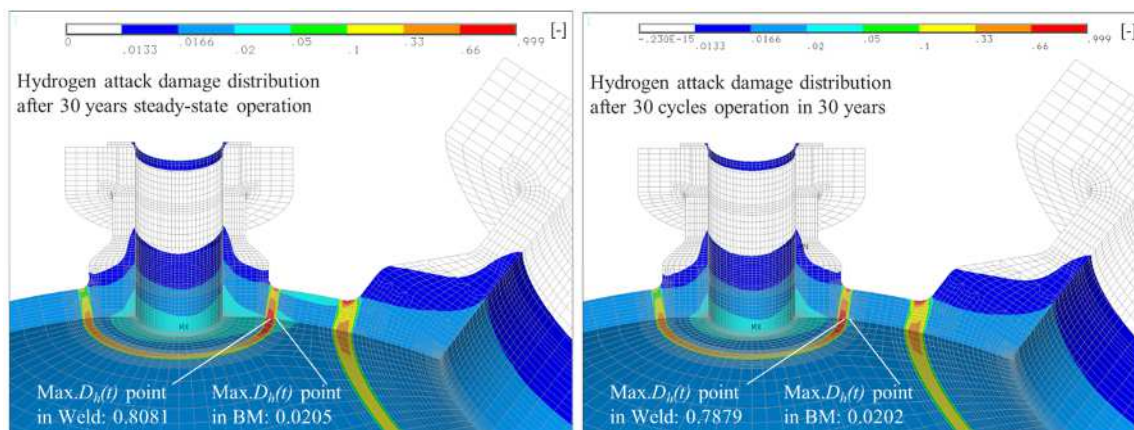 [-]
0 .0133 .0166 .02 .05 .1 .33 .66 .999
Hydrogen attack damage distribution
after 30 years steady-state operation
MX
Max.Dh(t) point
in Weld: 0.8081
Max.Dh(t) point
in BM: 0.0205
[-]
-.230E-15 .0133 .0166 .02 .05 .1 .33 .66 .999
Hydrogen attack damage distribution
after 30 cycles operation in 30 years
MX
Max.Dh(t) point
in Weld: 0.7879
Max.Dh(t) point
in BM: 0.0202